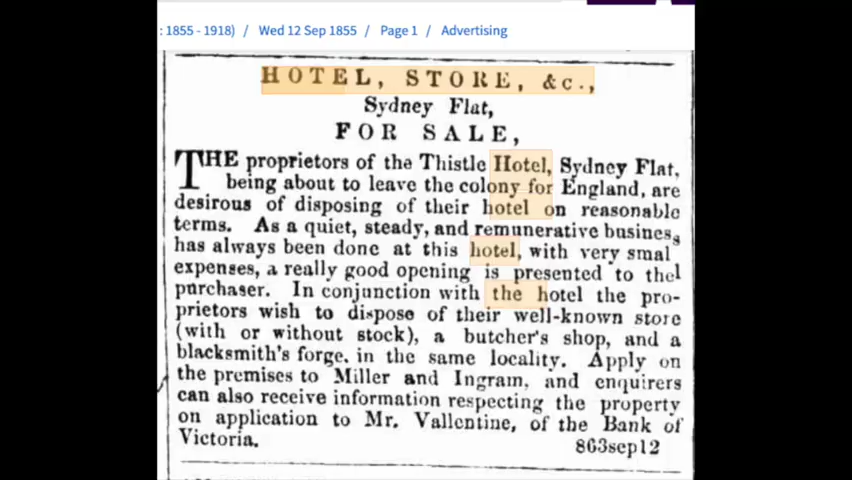 : 1855 - 1918) / Wed 12 Sep 1855 / Page 1 / Advertising
HOTEL, STORE, &c.,
Sydney Flat,
FOR SALE,
THE proprietors of the Thistle Hotel, Sydney Flat,
being about to leave the colony for England, are
desirous of disposing of their hotel on reasonable
terms. As a quiet, steady, and remunerative business
has always been done at this hotel, with very smal
expenses, a really good opening is presented to thel
purchaser. In conjunction with the hotel the pro-
prietors wish to dispose of their well-known store
(with or without stock), a butcher's shop, and a
blacksmith's forge, in the same locality. Apply on
the premises to Miller and Ingram, and enquirers
can also receive information respecting the property
on application to Mr. Vallentine, of the Bank of
Victoria. 863sep12